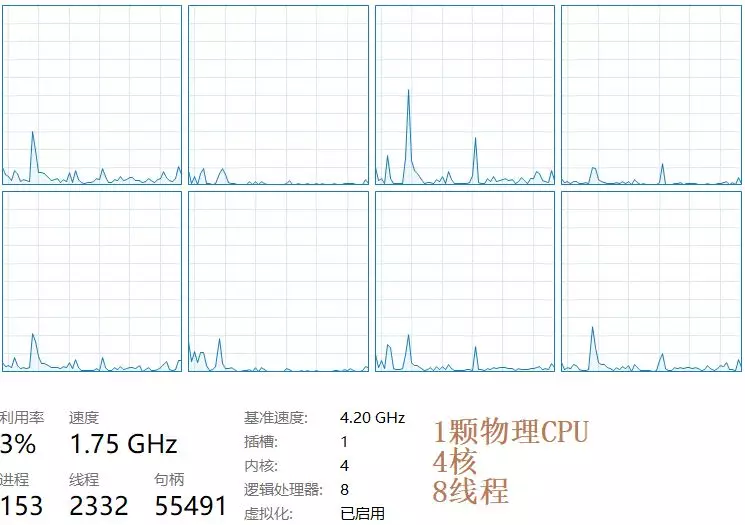 利用率 速度
3% 1.75 GHz
进程 线程 句柄
153 2332 55491
基准速度: 4.20 GHz
插槽: 1
内核: 4
逻辑处理器: 8
虚拟化: 已启用
1颗物理CPU
4核
8线程